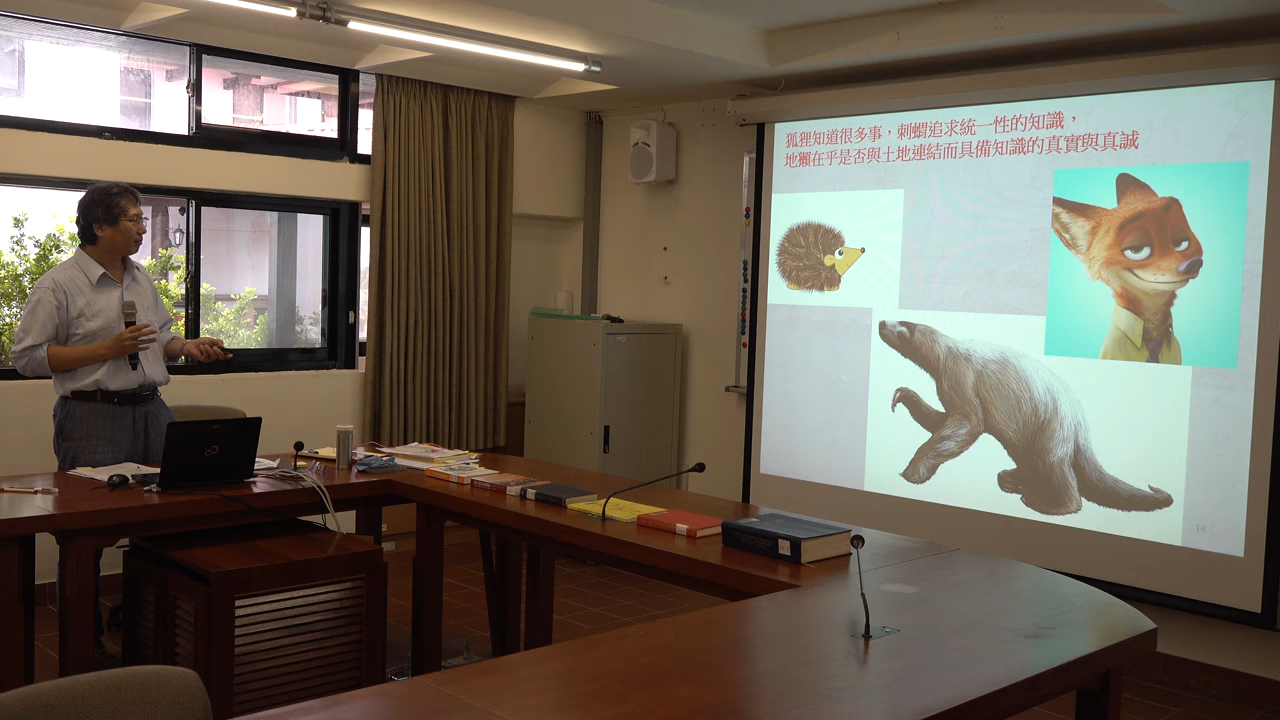 狐狸知道很多事，刺蝟追求統一性的知識，
地獺在乎是否與土地連結而具備知識的真實與真誠
14